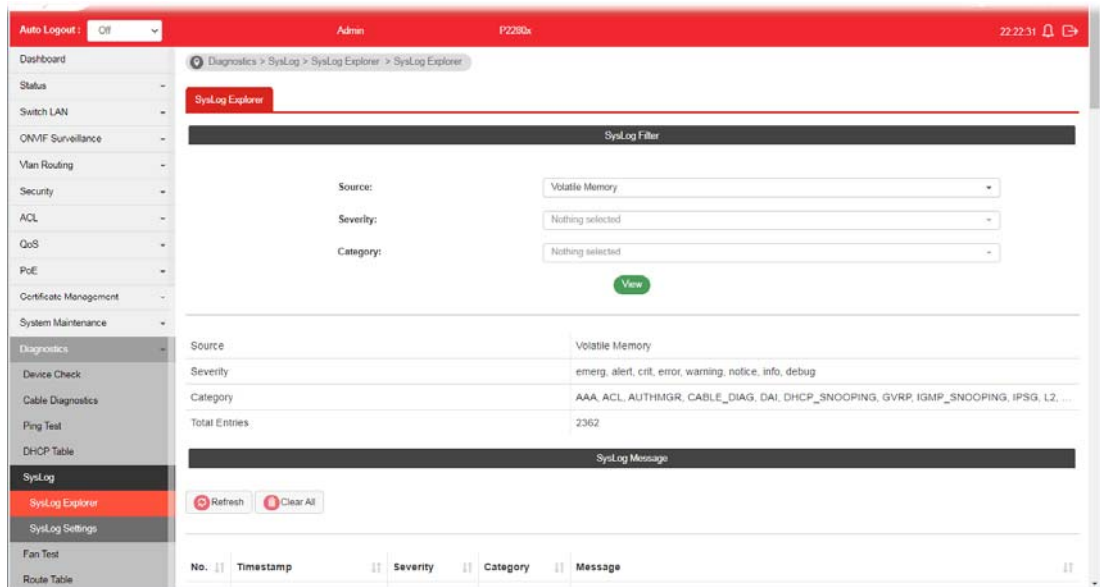 Auto Logout : Off Admin P2280x 22:22:31
Dashboard
Status
Switch LAN
ONVIF Surveillance
Vlan Routing
Security
ACL
QoS
PoE
Certificate Management
System Maintenance
Diagnostics
Device Check
Cable Diagnostics
Ping Test
DHCP Table
SysLog
SysLog Explorer
SysLog Settings
Fan Test
Route Table
Diagnostics > SysLog > SysLog Explorer > SysLog Explorer
SysLog Explorer
SysLog Filter
Source: Volatile Memory
Severity: Nothing selected
Category: Nothing selected
View
Source Volatile Memory
Severity emerg, alert, crit, error, warning, notice, info, debug
Category AAA, ACL, AUTHMGR, CABLE_DIAG, DAI, DHCP_SNOOPING, GVRP, IGMP_SNOOPING, IPSG, L2, ...
Total Entries 2362
SysLog Message
Refresh Clear All
No. Timestamp Severity Category Message